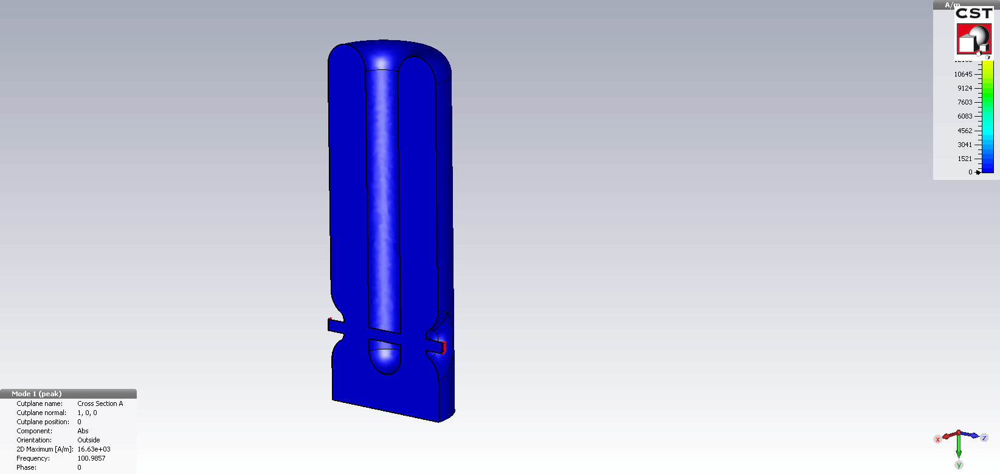 A/m
CST
10645
9124
7603
6083
4562
3041
1521
0
Mode 1 (peak)
Cutplane name: Cross Section A
Cutplane normal: 1, 0, 0
Cutplane position: 0
Component: Abs
Orientation: Outside
2D Maximum [A/m]: 16.63e+03
Frequency: 100.9857
Phase: 0
x
z
y